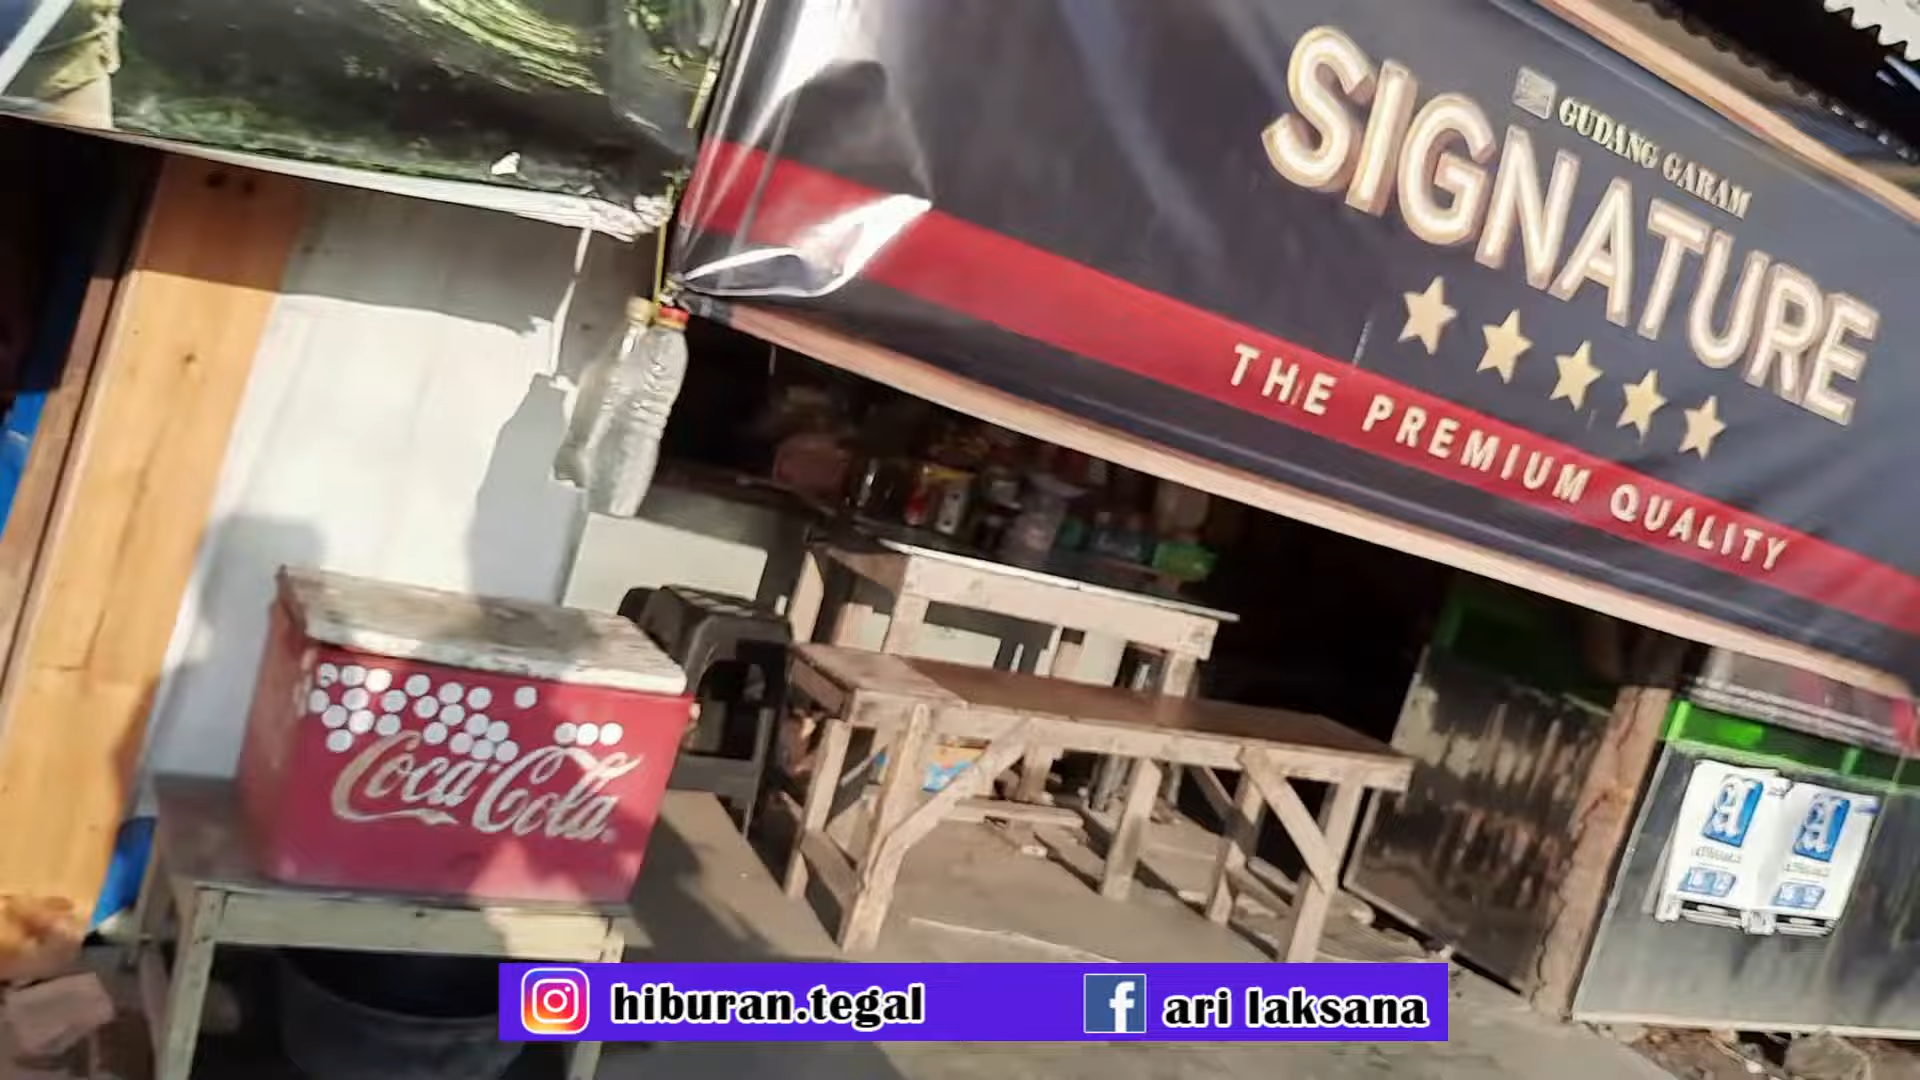 GUDANG GARAM
SIGNATURE
THE PREMIUM QUALITY
Coca-Cola
hiburan.tegal
ari laksana